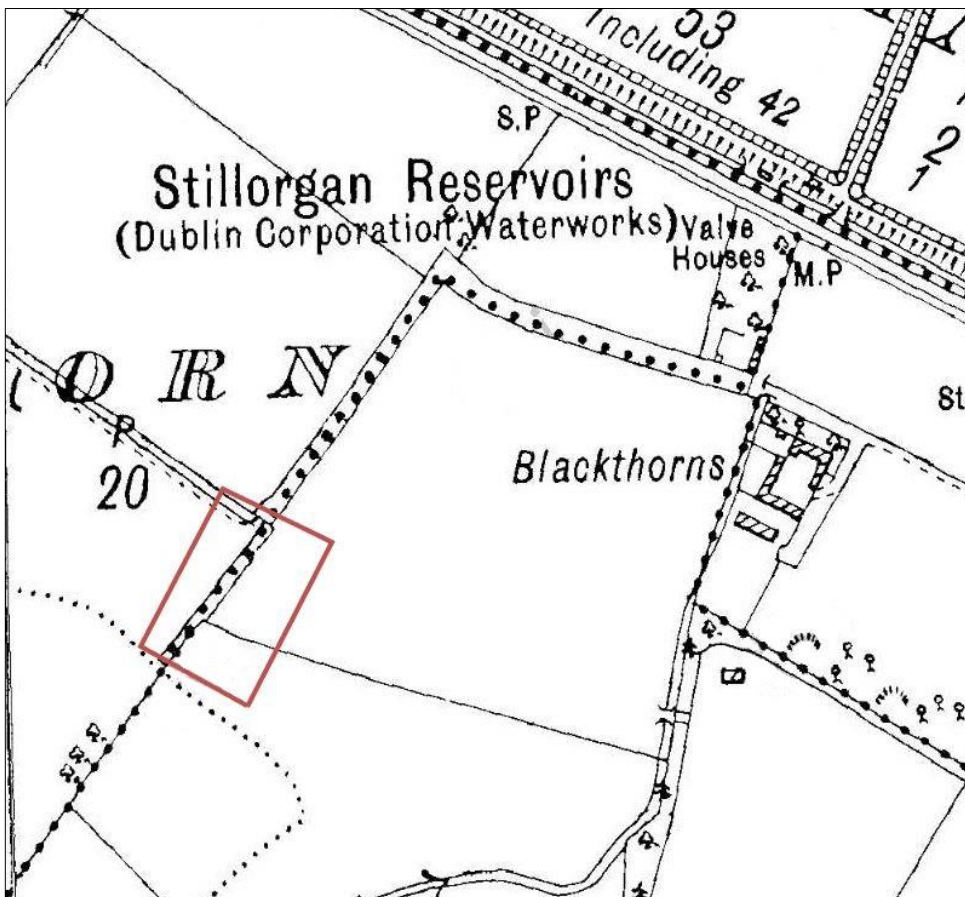 53
Including 42
2
1
S.P
Stillorgan Reservoirs
(Dublin Corporation Waterworks)
Valve
Houses
M.P
O R N
St
P
20
Blackthorns